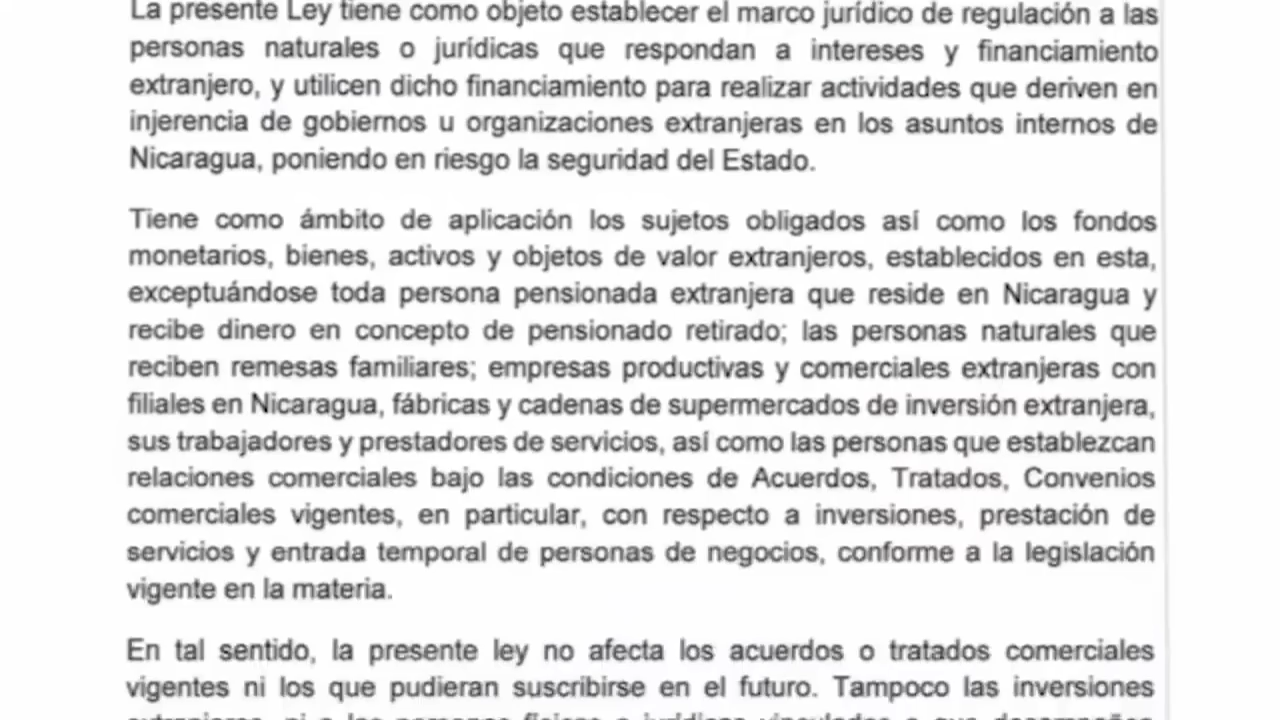 La presente Ley tiene como objeto establecer el marco jurídico de regulación a las
personas naturales o jurídicas que respondan a intereses y financiamiento
extranjero, y utilicen dicho financiamiento para realizar actividades que deriven en
injerencia de gobiernos u organizaciones extranjeras en los asuntos internos de
Nicaragua, poniendo en riesgo la seguridad del Estado.
Tiene como ámbito de aplicación los sujetos obligados así como los fondos
monetarios, bienes, activos y objetos de valor extranjeros, establecidos en esta,
exceptuándose toda persona pensionada extranjera que reside en Nicaragua y
recibe dinero en concepto de pensionado retirado; las personas naturales que
reciben remesas familiares; empresas productivas y comerciales extranjeras con
filiales en Nicaragua, fábricas y cadenas de supermercados de inversión extranjera,
sus trabajadores y prestadores de servicios, así como las personas que establezcan
relaciones comerciales bajo las condiciones de Acuerdos, Tratados, Convenios
comerciales vigentes, en particular, con respecto a inversiones, prestación de
servicios y entrada temporal de personas de negocios, conforme a la legislación
vigente en la materia.
En tal sentido, la presente ley no afecta los acuerdos o tratados comerciales
vigentes ni los que pudieran suscribirse en el futuro. Tampoco las inversiones